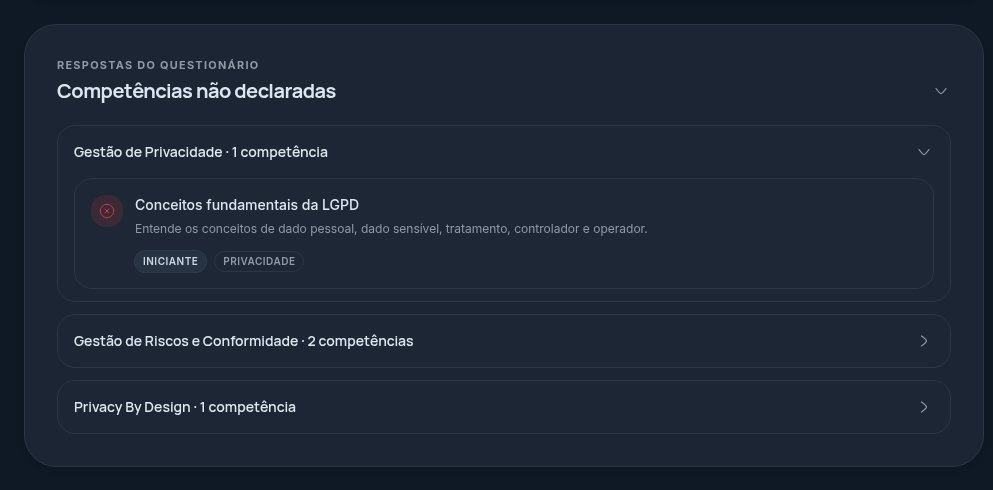 RESPOSTAS DO QUESTIONÁRIO
Competências não declaradas
Gestão de Privacidade · 1 competência
Conceitos fundamentais da LGPD
Entende os conceitos de dado pessoal, dado sensível, tratamento, controlador e operador.
INICIANTE PRIVACIDADE
Gestão de Riscos e Conformidade · 2 competências
Privacy By Design · 1 competência